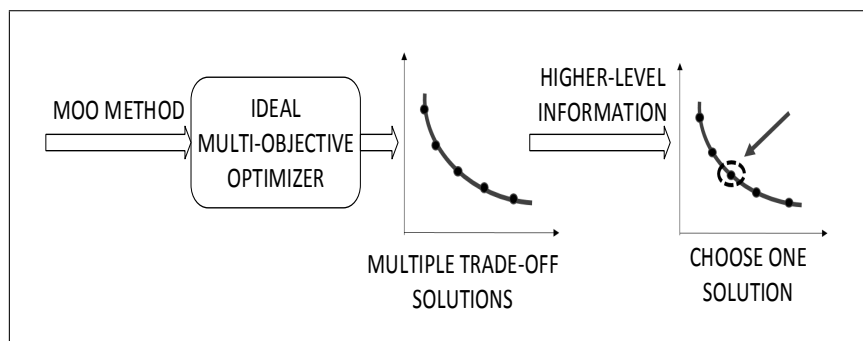 MOO METHOD
IDEAL
MULTI-OBJECTIVE
OPTIMIZER
MULTIPLE TRADE-OFF
SOLUTIONS
HIGHER-LEVEL
INFORMATION
CHOOSE ONE
SOLUTION